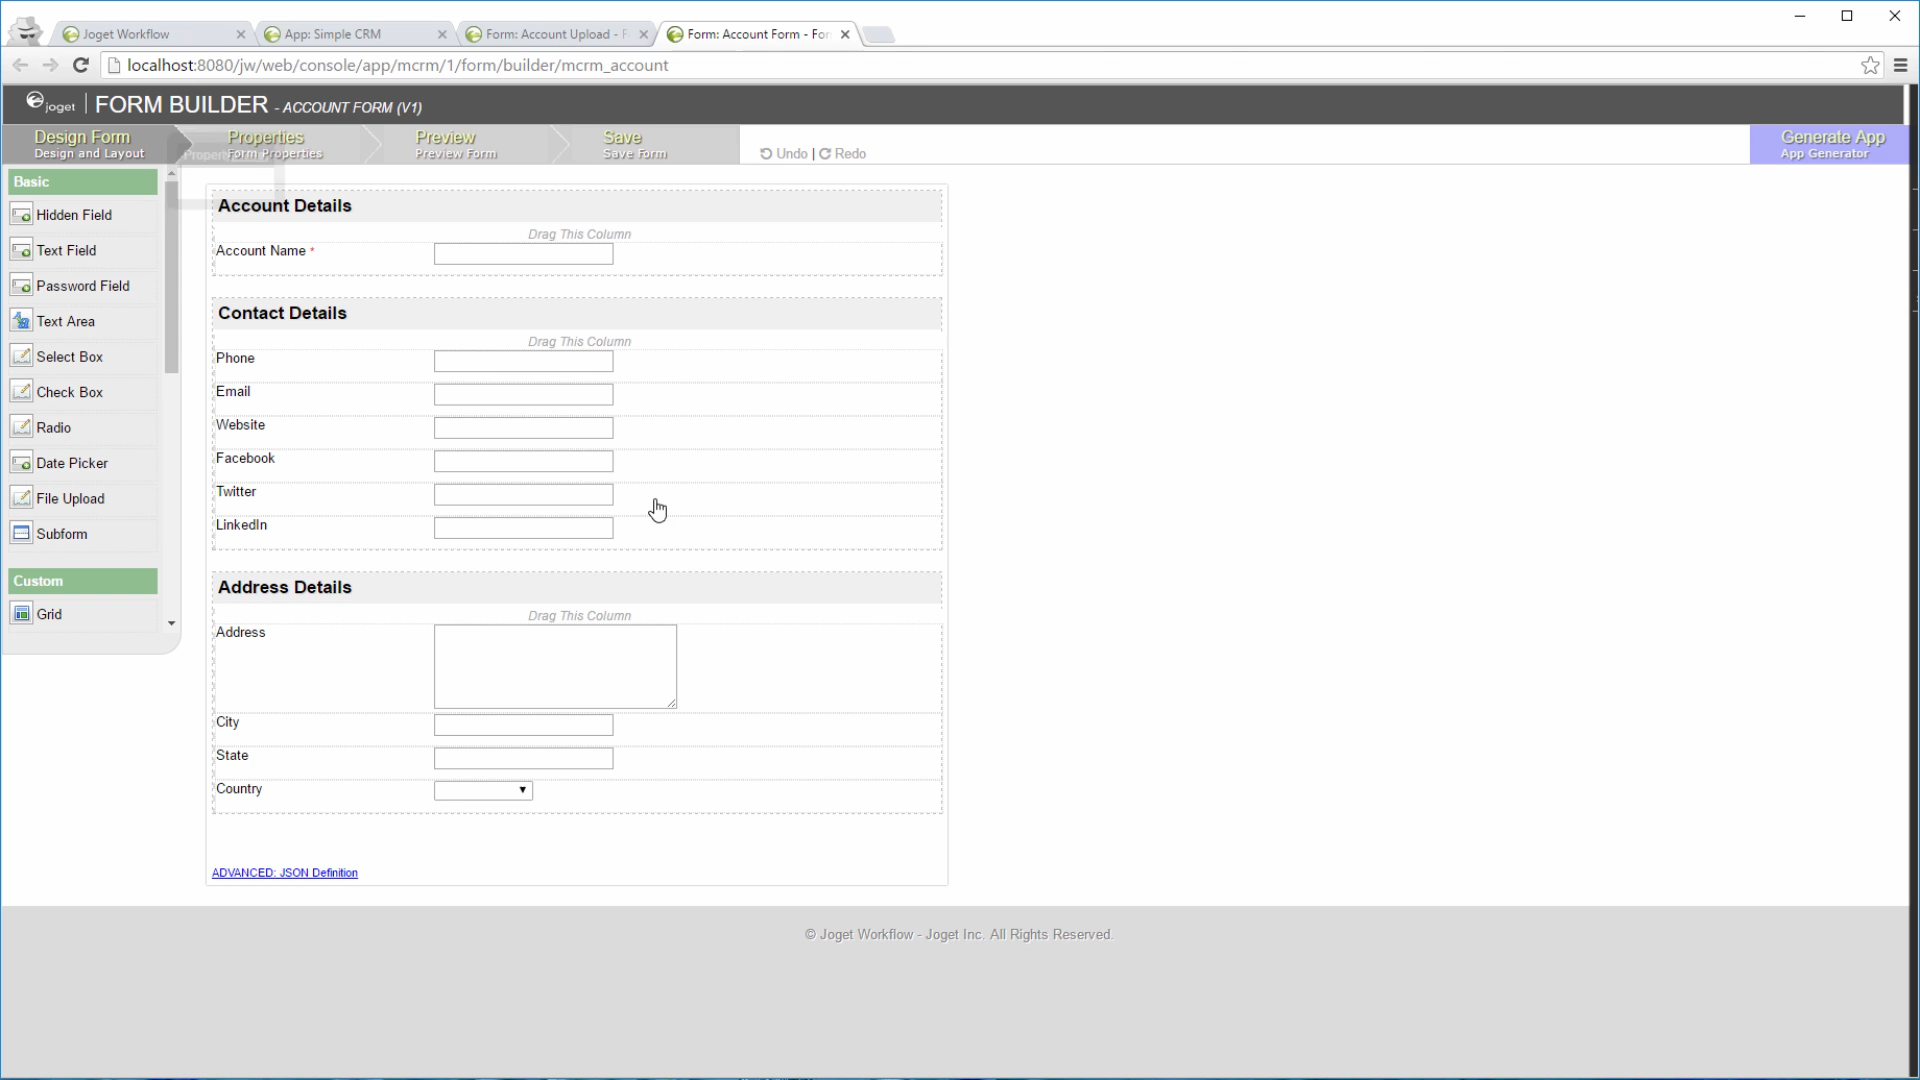 Joget Workflow
App: Simple CRM
Form: Account Upload - F
Form: Account Form - For
localhost:8080/jw/web/console/app/mcrm/1/form/builder/mcrm_account
joget | FORM BUILDER - ACCOUNT FORM (V1)
Design Form
Design and Layout
Properties
Form Properties
Preview
Preview Form
Save
Save Form
Undo | Redo
Generate App
App Generator
Basic
Hidden Field
Text Field
Password Field
Text Area
Select Box
Check Box
Radio
Date Picker
File Upload
Subform
Custom
Grid
Account Details
Drag This Column
Account Name *
Contact Details
Drag This Column
Phone
Email
Website
Facebook
Twitter
LinkedIn
Address Details
Drag This Column
Address
City
State
Country
ADVANCED: JSON Definition
© Joget Workflow - Joget Inc. All Rights Reserved.